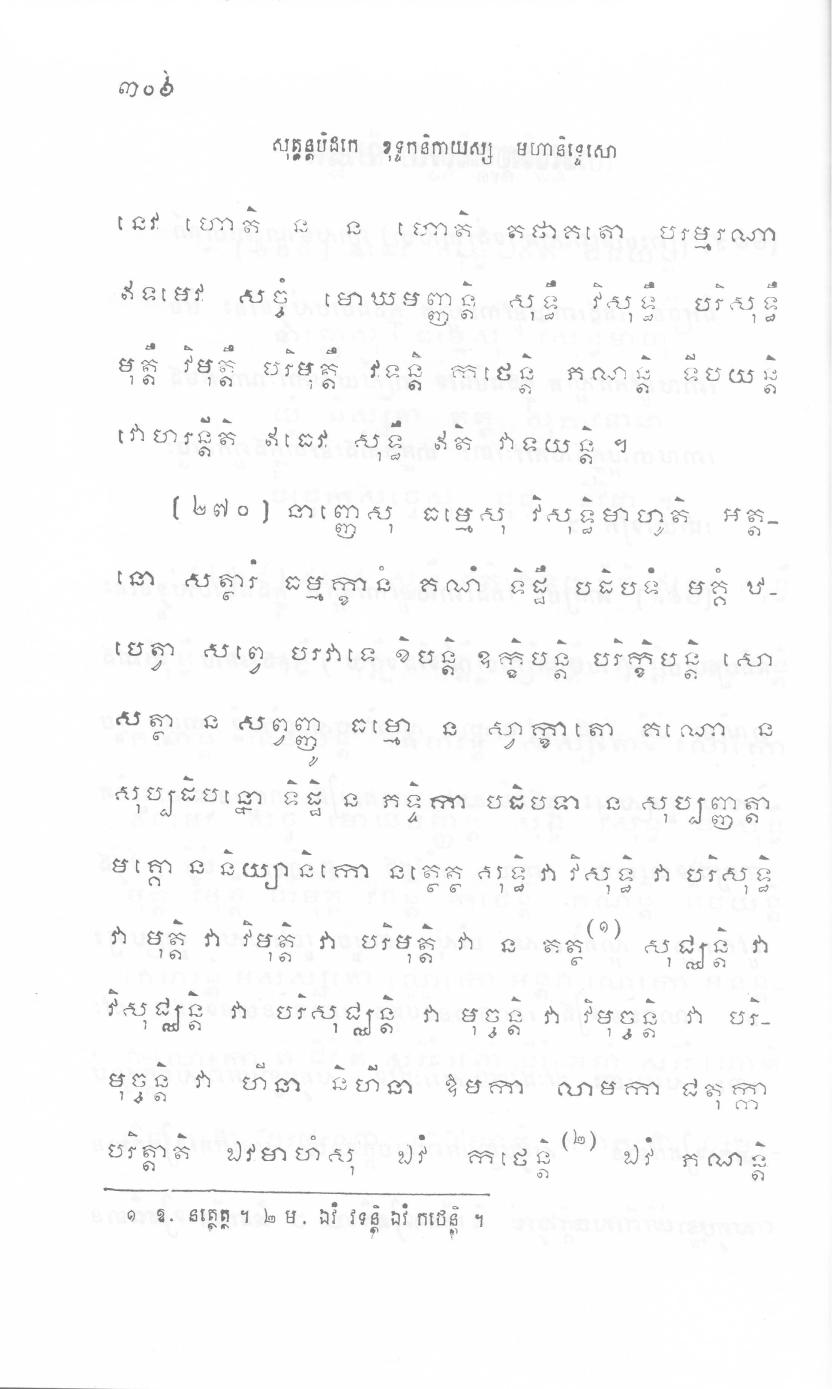 ៣០៦
សុត្តន្តបិដកេ ខុទ្ទកនិកាយស្ស មហានិទ្ទេសោ
នេវ ហោតិ ន ន ហោតិ តថាគតោ បរម្មរណា
ឥទមេវ សច្ចំ មោឃមញ្ញន្តិ សុទ្ធឹ វិសុទ្ធឹ បរិសុទ្ធឹ
មុត្តឹ វិមុត្តឹ បរិមុត្តឹ វទន្តិ កថេន្តិ ភណន្តិ ទីបយន្តិ
វោហរន្តីតិ ឥធេវ សុទ្ធឹ ឥតិ វាទយន្តិ ។
(២៧០) នាញ្ញេសុ ធម្មេសុ វិសុទ្ធិមាហូតិ អត្ត-
នោ សត្ថារំ ធម្មក្ខានំ គណំ ទិដ្ឋឹ បដិបទំ មគ្គំ ឋ-
បេត្វា សព្វេ បរវាទេ ខិបន្តិ ឧក្ខិបន្តិ បរិក្ខិបន្តិ សោ
សត្ថា ន សព្វញ្ញូ ធម្មោ ន ស្វាក្ខាតោ គណោ ន
សុប្បដិបន្នោ ទិដ្ឋិ ន ភទ្ទិកា បដិបទា ន សុប្បញ្ញត្តា
មគ្គោ ន និយ្យានិកោ នត្ថេត្ថ សុទ្ធិ វា វិសុទ្ធិ វា បរិសុទ្ធិ
វា មុត្តិ វា វិមុត្តិ វា បរិមុត្តិ វា ន តត្ថ(១) សុជ្ឈន្តិ វា
វិសុជ្ឈន្តិ វា បរិសុជ្ឈន្តិ វា មុច្ចន្តិ វា វិមុច្ចន្តិ វា បរិ-
មុច្ចន្តិ វា ហីនា និហីនា ឱមកា លាមកា ជតុក្កា
បរិត្តាតិ ឯវមាហំសុ ឯវំ កថេន្តិ(២) ឯវំ ភណន្តិ
១ ឱ. នត្ថេត្ថ ។ ២ ម. ឯវំ វទន្តិ ឯវំ កថេន្តិ ។